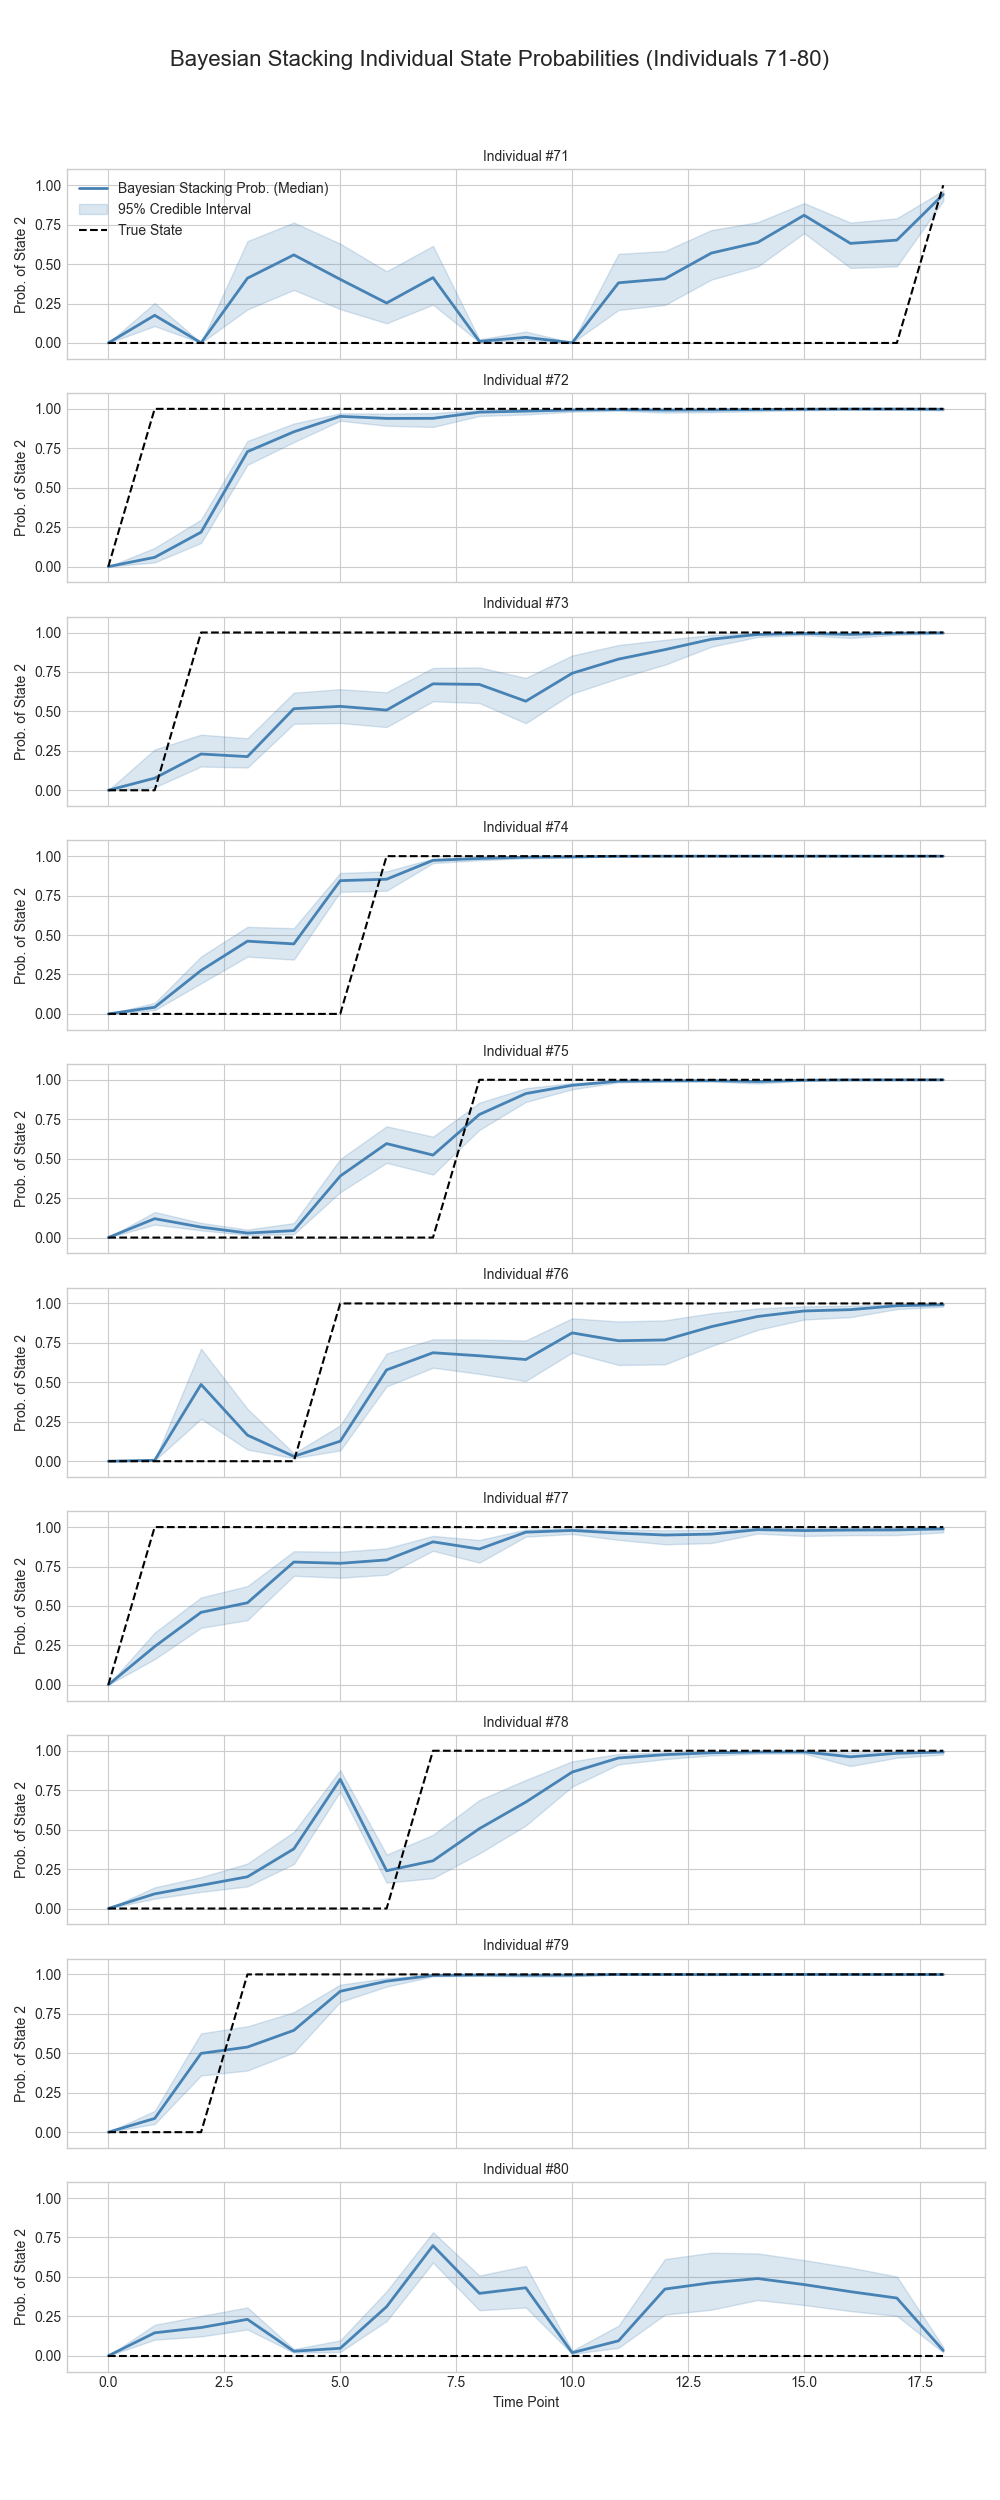 Bayesian Stacking Individual State Probabilities (Individuals 71-80)
Individual #71
Bayesian Stacking Prob. (Median)
95% Credible Interval
True State
Prob. of State 2
1.00
0.75
0.50
0.25
0.00
Individual #72
Prob. of State 2
1.00
0.75
0.50
0.25
0.00
Individual #73
Prob. of State 2
1.00
0.75
0.50
0.25
0.00
Individual #74
Prob. of State 2
1.00
0.75
0.50
0.25
0.00
Individual #75
Prob. of State 2
1.00
0.75
0.50
0.25
0.00
Individual #76
Prob. of State 2
1.00
0.75
0.50
0.25
0.00
Individual #77
Prob. of State 2
1.00
0.75
0.50
0.25
0.00
Individual #78
Prob. of State 2
1.00
0.75
0.50
0.25
0.00
Individual #79
Prob. of State 2
1.00
0.75
0.50
0.25
0.00
Individual #80
Prob. of State 2
1.00
0.75
0.50
0.25
0.00
0.0 2.5 5.0 7.5 10.0 12.5 15.0 17.5
Time Point